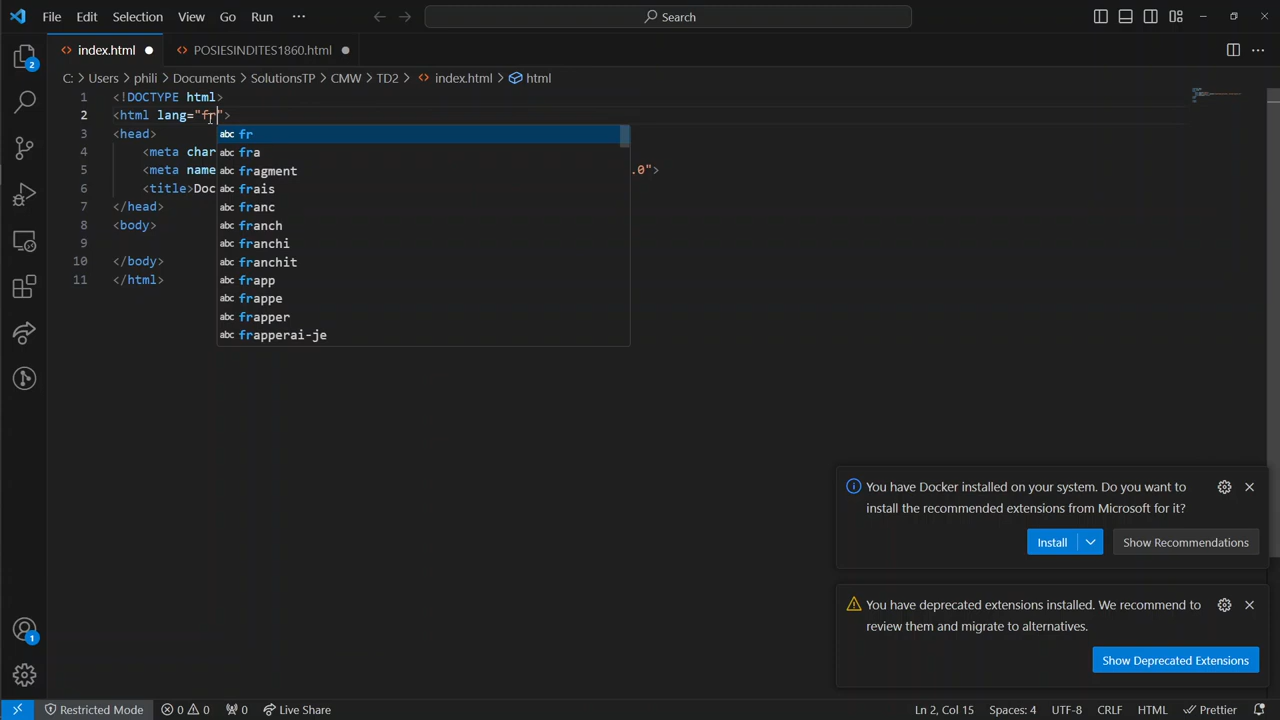 File Edit Selection View Go Run ··· Search
index.html POSIESINDITES1860.html
C: > Users > phili > Documents > SolutionsTP > CMW > TD2 > index.html > html
1 <!DOCTYPE html>
2 <html lang="fr">
3 <head>
4 <meta char
5 <meta name .0">
6 <title>Doc
7 </head>
8 <body>
9
10 </body>
11 </html>
abc fr
abc fra
abc fragment
abc frais
abc franc
abc franch
abc franchi
abc franchit
abc frapp
abc frappe
abc frapper
abc frapperai-je
2
You have Docker installed on your system. Do you want to
install the recommended extensions from Microsoft for it?
Install Show Recommendations
You have deprecated extensions installed. We recommend to
review them and migrate to alternatives.
Show Deprecated Extensions
1
Restricted Mode 0 0 0 Live Share Ln 2, Col 15 Spaces: 4 UTF-8 CRLF HTML Prettier